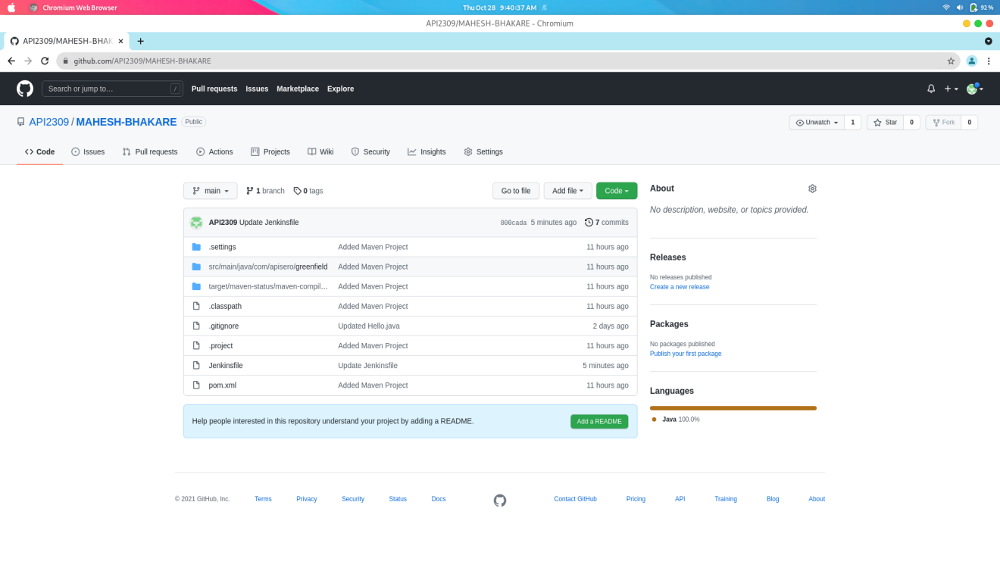 Chromium Web Browser Thu Oct 28 9:40:37 AM 92 %
API2309/MAHESH-BHAKARE - Chromium
API2309/MAHESH-BHAK
github.com/API2309/MAHESH-BHAKARE
Search or jump to… / Pull requests Issues Marketplace Explore
API2309 / MAHESH-BHAKARE Public Unwatch 1 Star 0 Fork 0
Code Issues Pull requests Actions Projects Wiki Security Insights Settings
main 1 branch 0 tags Go to file Add file Code
API2309 Update Jenkinsfile 800cada 5 minutes ago 7 commits
.settings Added Maven Project 11 hours ago
src/main/java/com/apisero/greenfield Added Maven Project 11 hours ago
target/maven-status/maven-compil… Added Maven Project 11 hours ago
.classpath Added Maven Project 11 hours ago
.gitignore Updated Hello.java 2 days ago
.project Added Maven Project 11 hours ago
Jenkinsfile Update Jenkinsfile 5 minutes ago
pom.xml Added Maven Project 11 hours ago
Help people interested in this repository understand your project by adding a README. Add a README
About
No description, website, or topics provided.
Releases
No releases published
Create a new release
Packages
No packages published
Publish your first package
Languages
Java 100.0%
© 2021 GitHub, Inc. Terms Privacy Security Status Docs Contact GitHub Pricing API Training Blog About